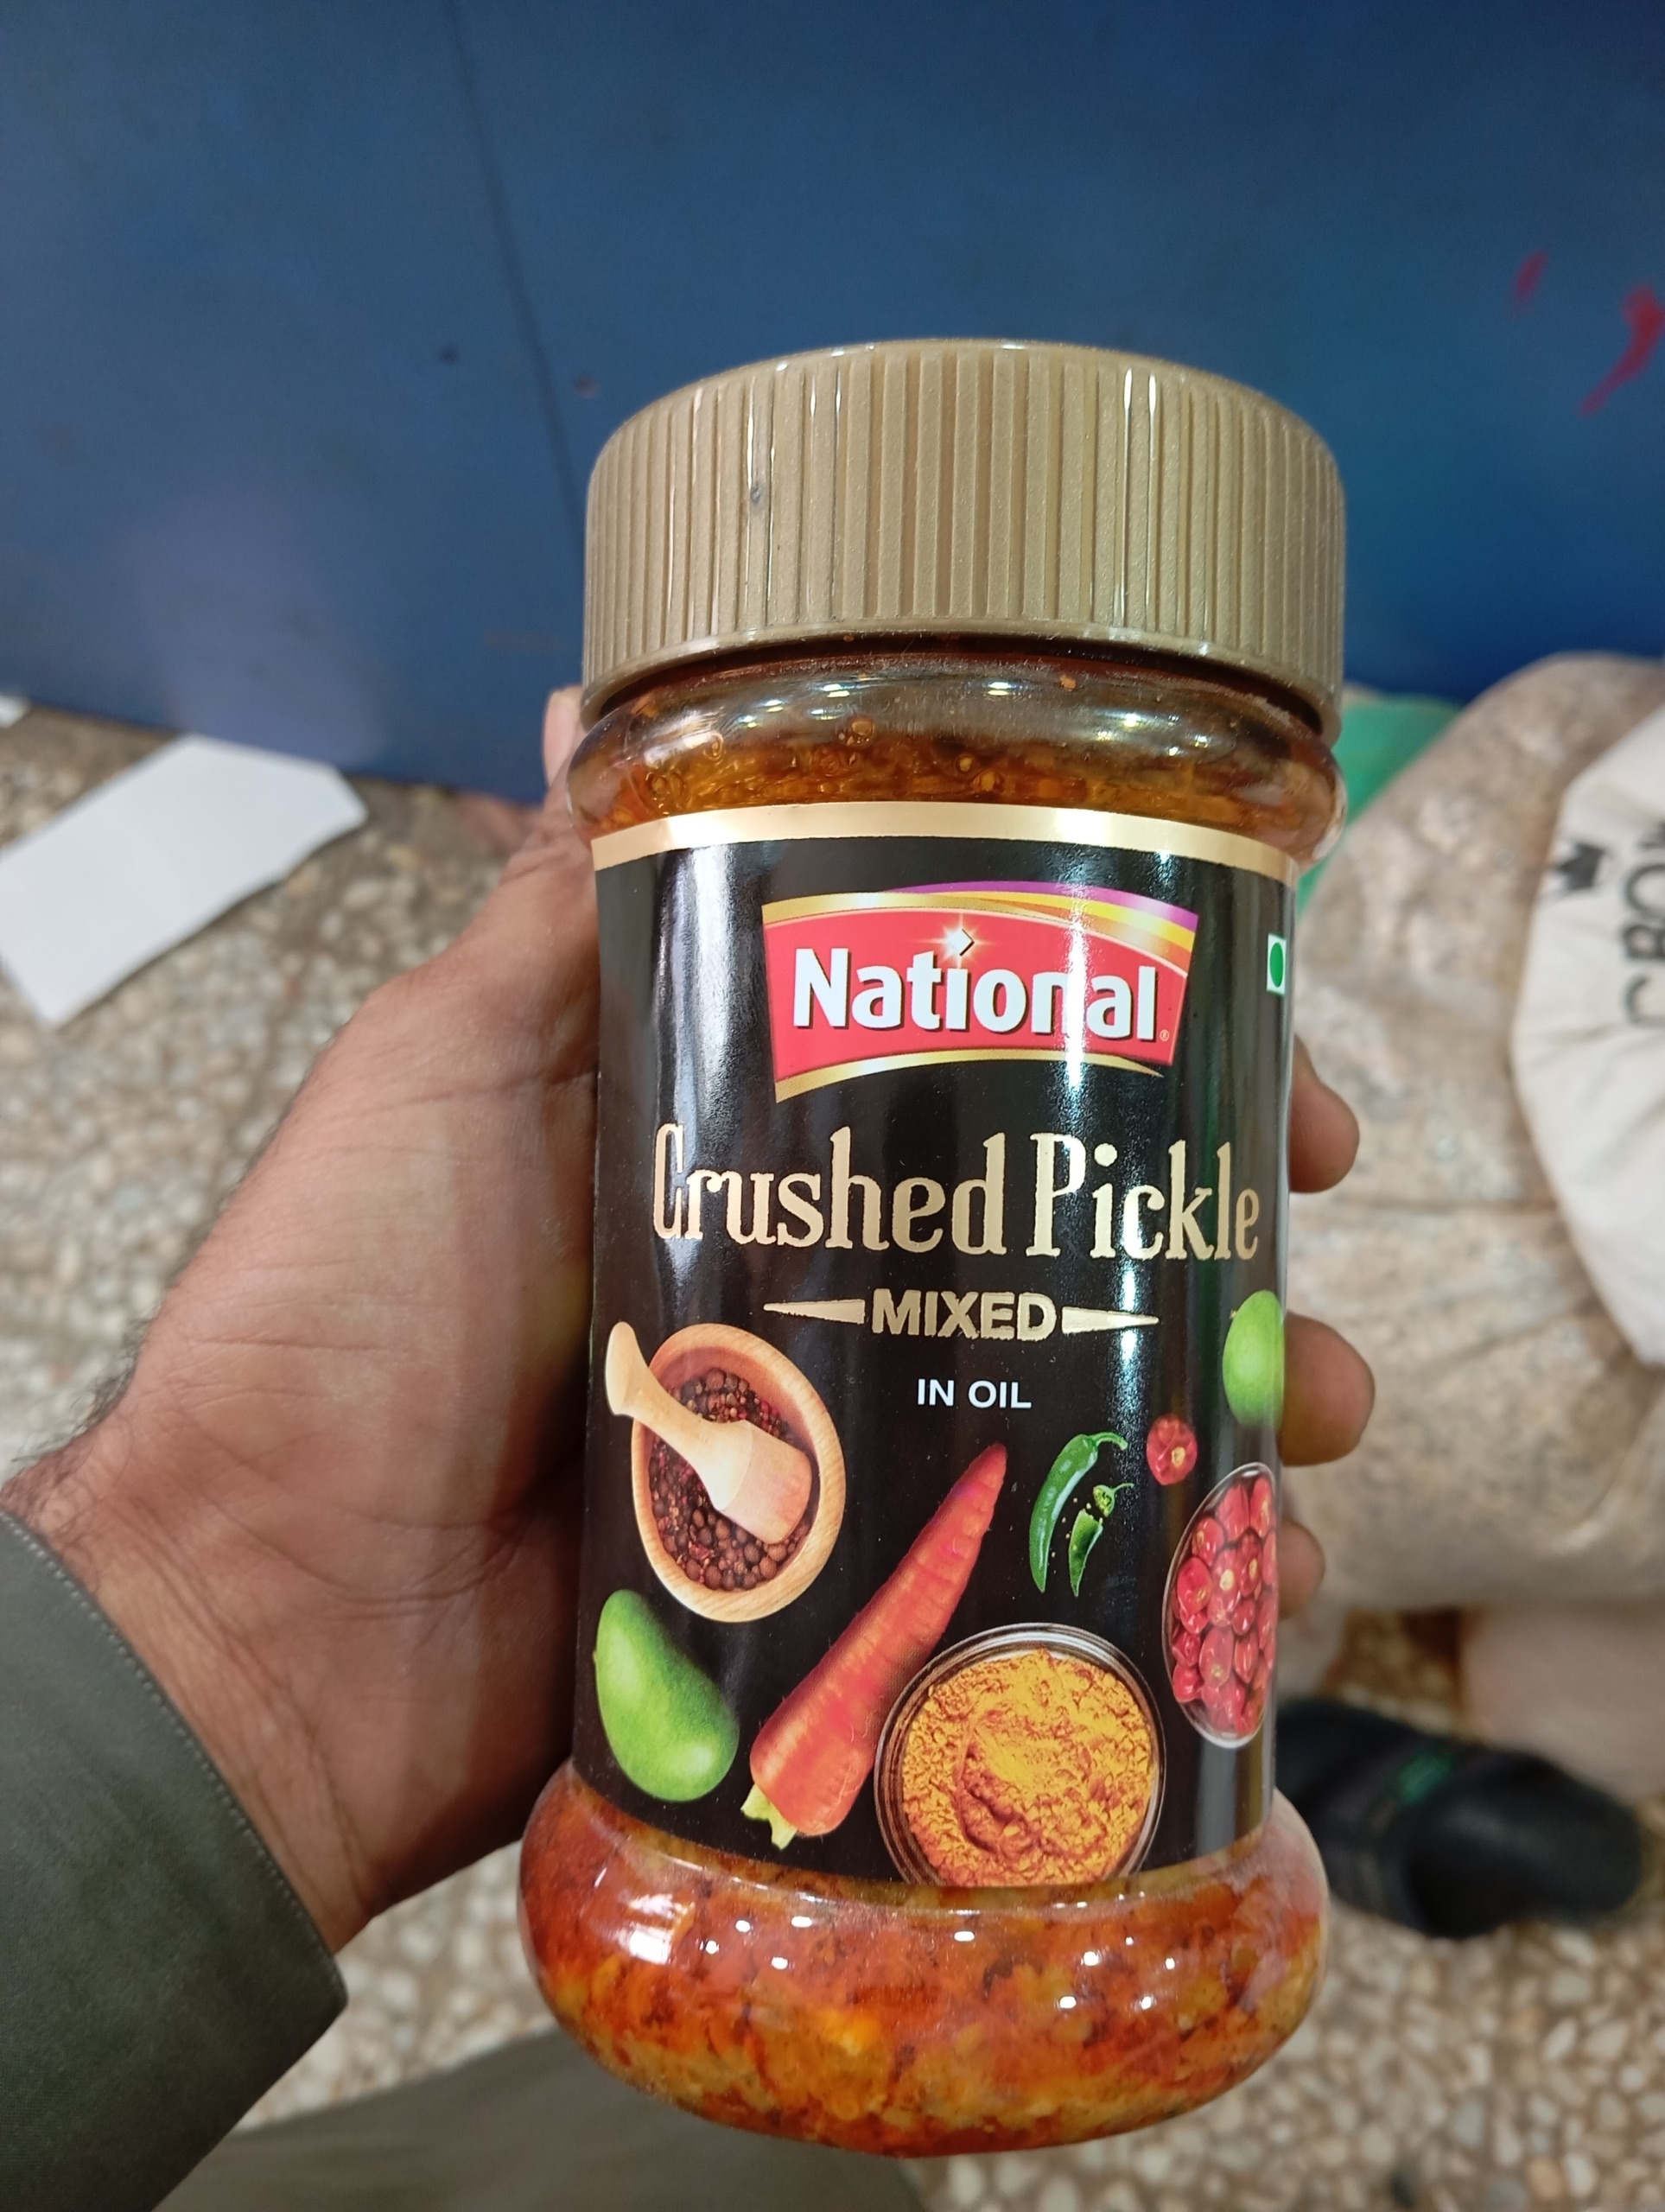 National
Crushed Pickle
MIXED
IN OIL